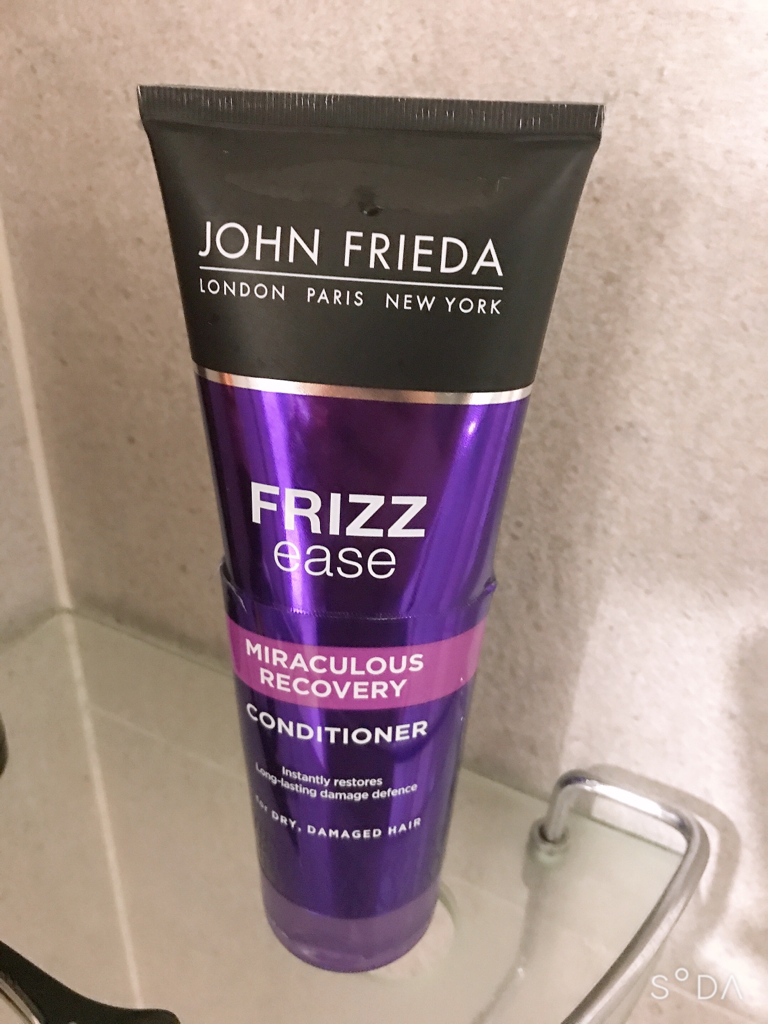 JOHN FRIEDA
LONDON PARIS NEW YORK
FRIZZ
ease
MIRACULOUS
RECOVERY
CONDITIONER
Instantly restores
Long-lasting damage defence
for DRY, DAMAGED HAIR
SODA